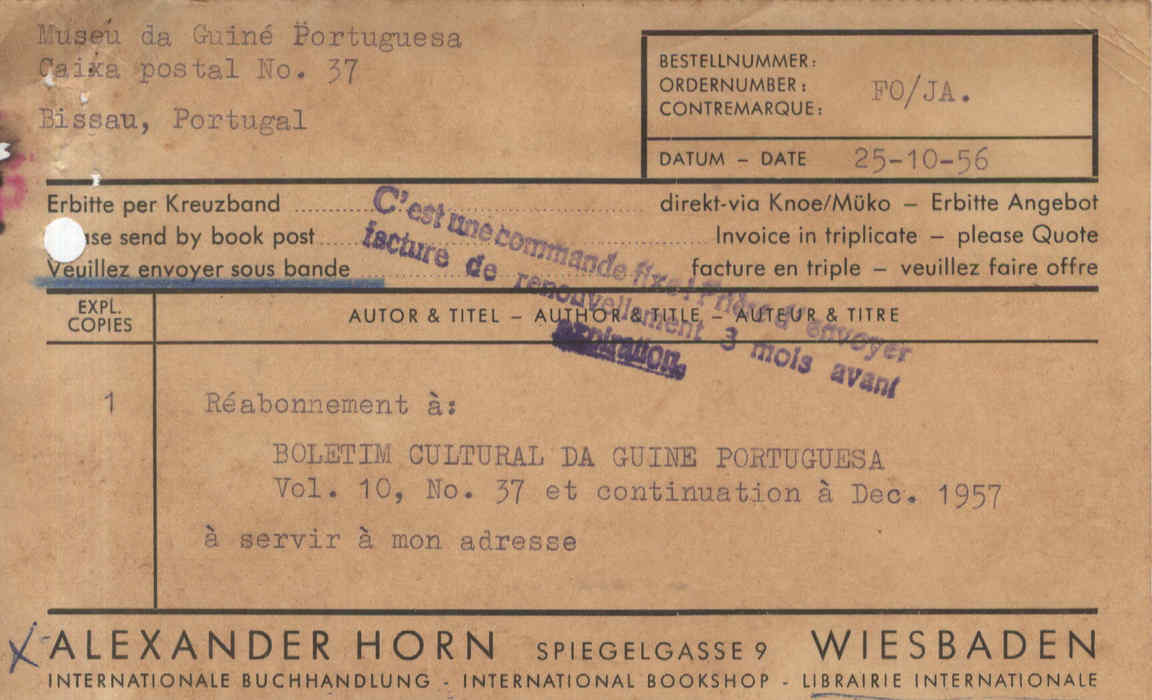 Museu da Guiné Portuguesa
Caixa postal No. 37
Bissau, Portugal
BESTELLNUMMER:
ORDERNUMBER:
CONTREMARQUE:
FO/JA.
DATUM – DATE 25-10-56
Erbitte per Kreuzband direkt-via Knoe/Müko – Erbitte Angebot
se send by book post Invoice in triplicate – please Quote
Veuillez envoyer sous bande facture en triple – veuillez faire offre
C'est une commande fixe! Prière d'envoyer
facture de renouvellement 3 mois avant
expiration.
EXPL.
COPIES
AUTOR & TITEL – AUTHOR & TITLE – AUTEUR & TITRE
1 Réabonnement à:
BOLETIM CULTURAL DA GUINE PORTUGUESA
Vol. 10, No. 37 et continuation à Dec. 1957
à servir à mon adresse
X-ALEXANDER HORN SPIEGELGASSE 9 WIESBADEN
INTERNATIONALE BUCHHANDLUNG - INTERNATIONAL BOOKSHOP - LIBRAIRIE INTERNATIONALE